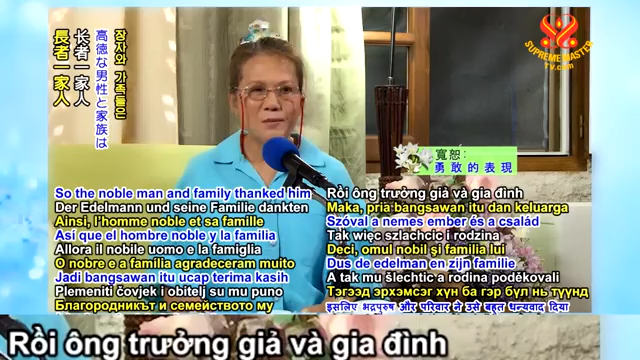 장자와 가족들은
高徳な男性と家族は
长者一家人
長者一家人
SUPREME MASTER
TV.com
寬恕：
勇敢的表現
So the noble man and family thanked him
Der Edelmann und seine Familie dankten
Ainsi, l'homme noble et sa famille
Así que el hombre noble y la familia
Allora il nobile uomo e la famiglia
O nobre e a família agradeceram muito
Jadi bangsawan itu ucap terima kasih
Plemeniti čovjek i obitelj su mu puno
Благородникът и семейството му
Rồi ông trưởng giả và gia đình
Maka, pria bangsawan itu dan keluarga
Szóval a nemes ember és a család
Tak więc szlachcic i rodzina
Deci, omul nobil și familia lui
Dus de edelman en zijn familie
A tak mu šlechtic a rodina poděkovali
Тэгээд эрхэмсэг хүн ба гэр бүл нь түүнд
इसलिए भद्रपुरुष और परिवार ने उसे बहुत धन्यवाद दिया
Rồi ông trưởng giả và gia đình